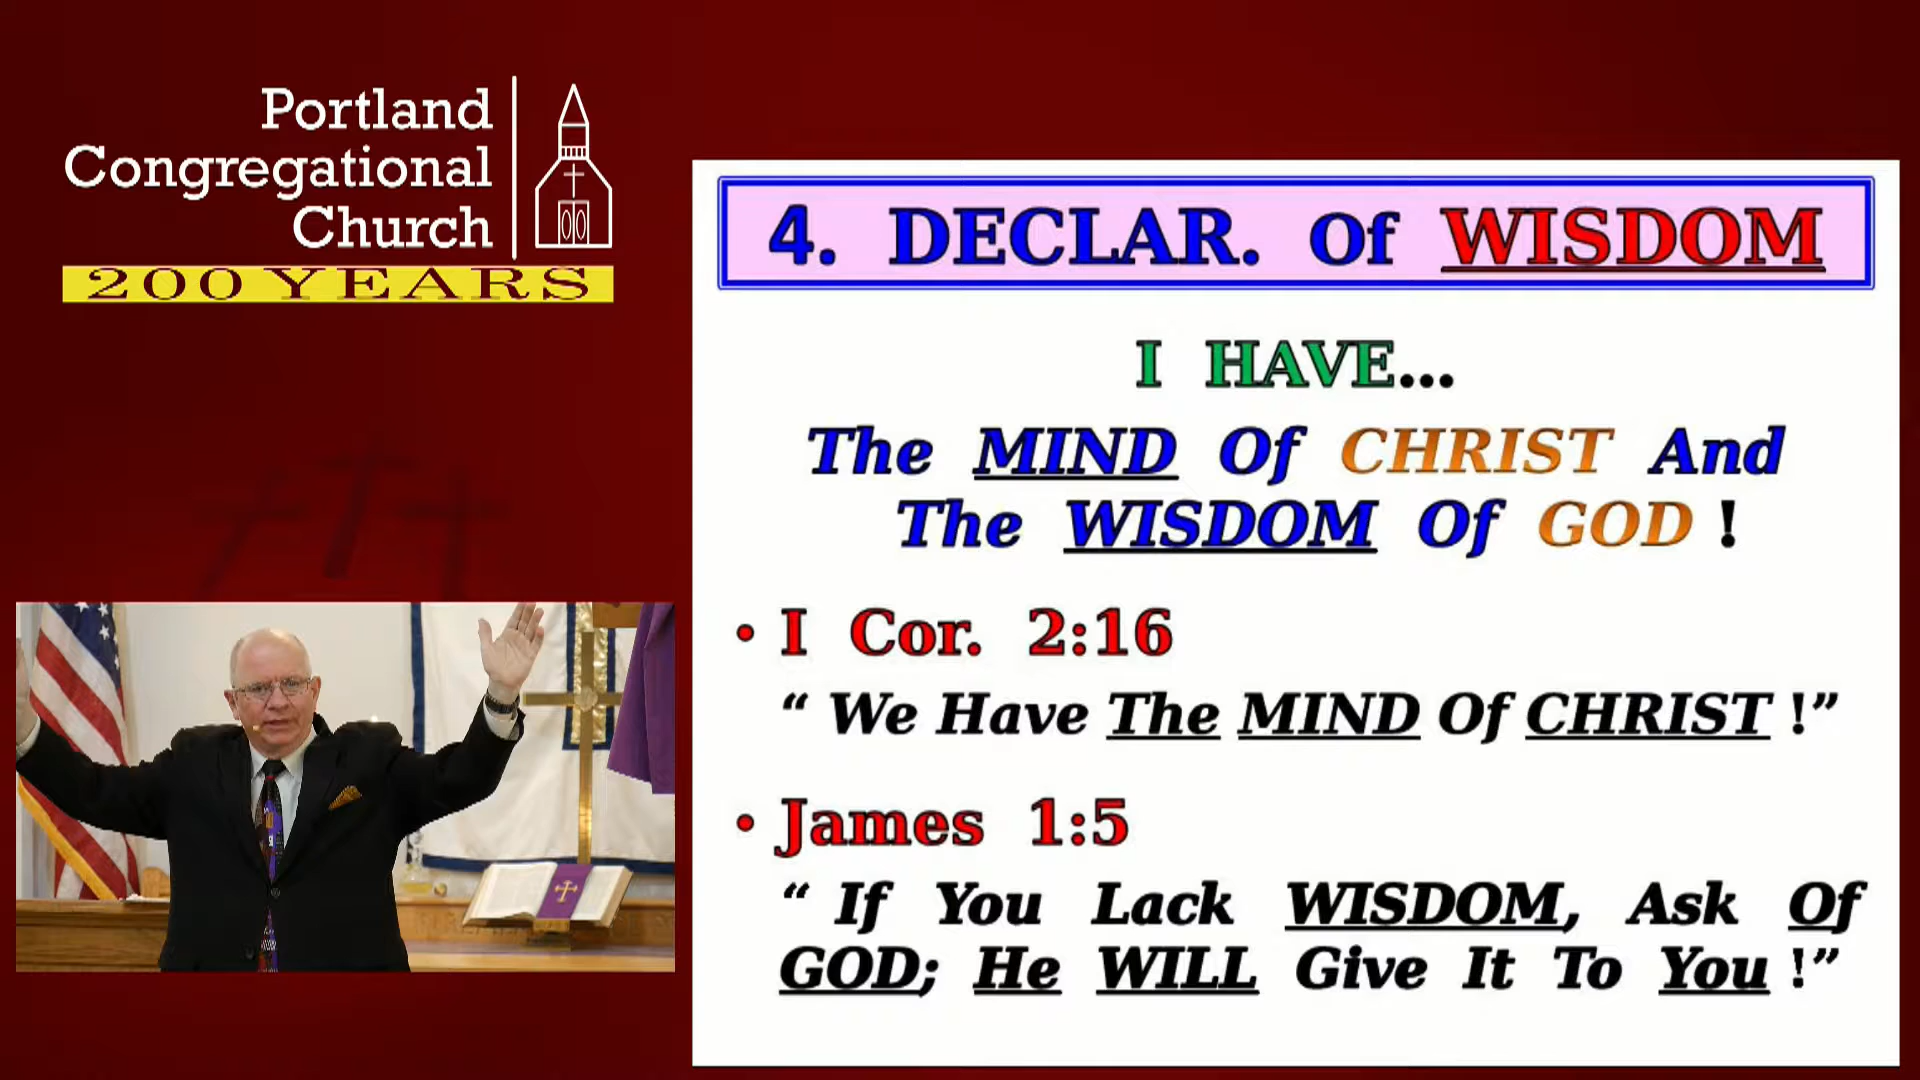 Portland
Congregational
Church
200 YEARS
4. DECLAR. Of WISDOM
I HAVE...
The MIND Of CHRIST And
The WISDOM Of GOD !
• I Cor. 2:16
“ We Have The MIND Of CHRIST !”
• James 1:5
“ If You Lack WISDOM, Ask Of
GOD; He WILL Give It To You !”